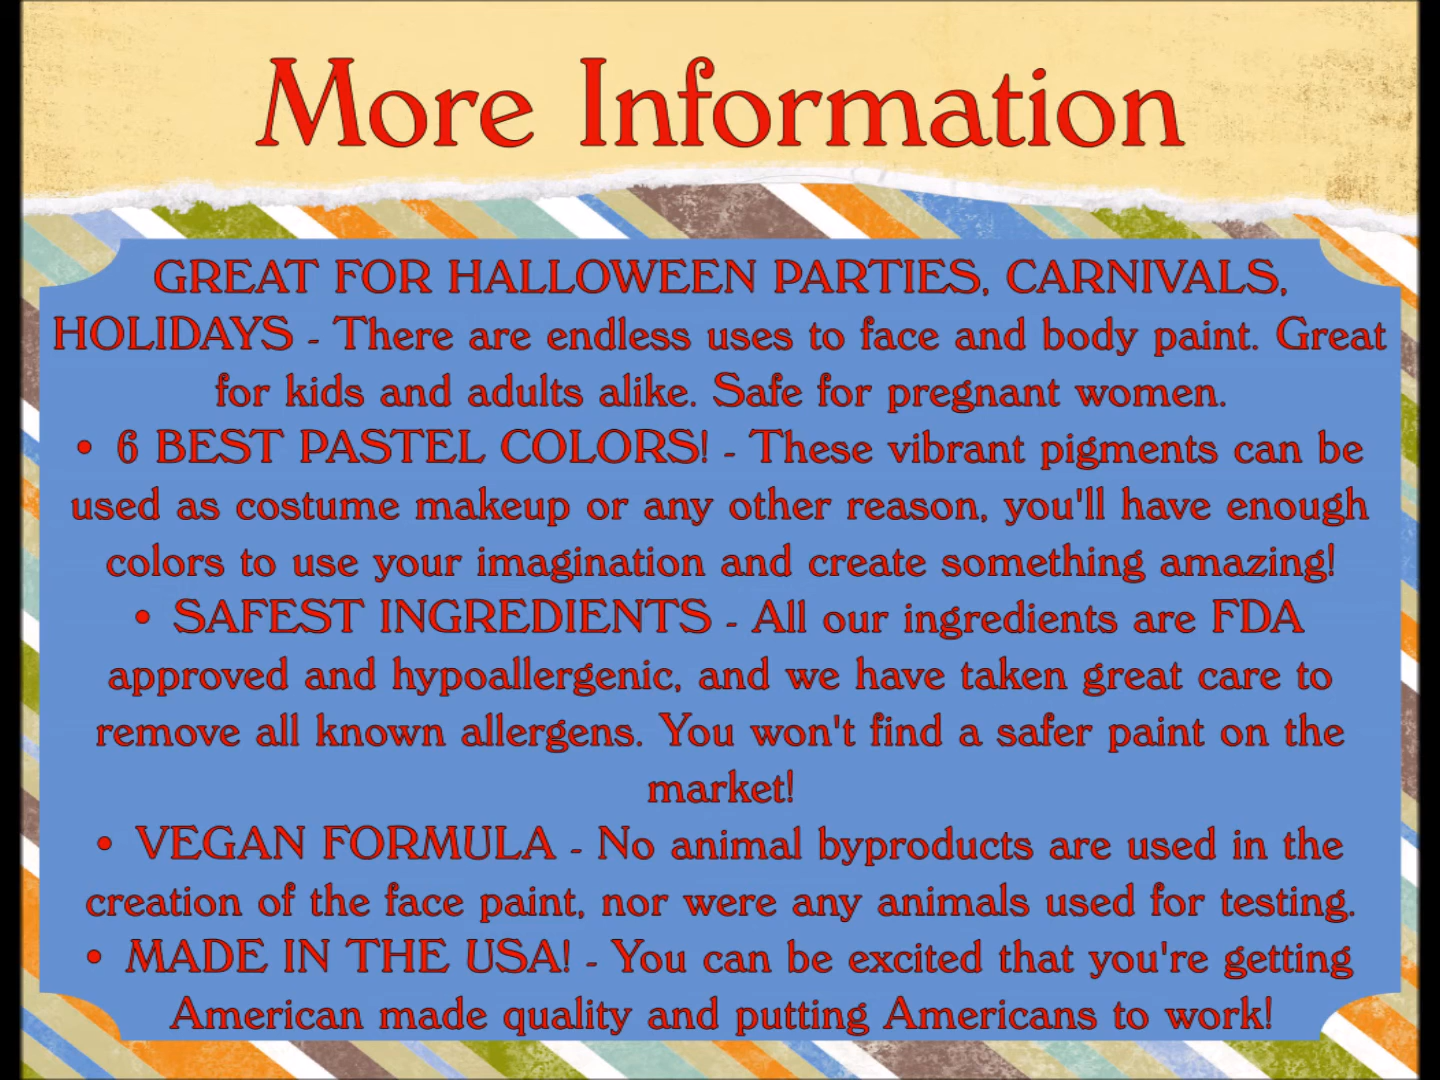 More Information
GREAT FOR HALLOWEEN PARTIES, CARNIVALS,
HOLIDAYS - There are endless uses to face and body paint. Great
for kids and adults alike. Safe for pregnant women.
• 6 BEST PASTEL COLORS! - These vibrant pigments can be
used as costume makeup or any other reason, you'll have enough
colors to use your imagination and create something amazing!
• SAFEST INGREDIENTS - All our ingredients are FDA
approved and hypoallergenic, and we have taken great care to
remove all known allergens. You won't find a safer paint on the
market!
• VEGAN FORMULA - No animal byproducts are used in the
creation of the face paint, nor were any animals used for testing.
• MADE IN THE USA! - You can be excited that you're getting
American made quality and putting Americans to work!